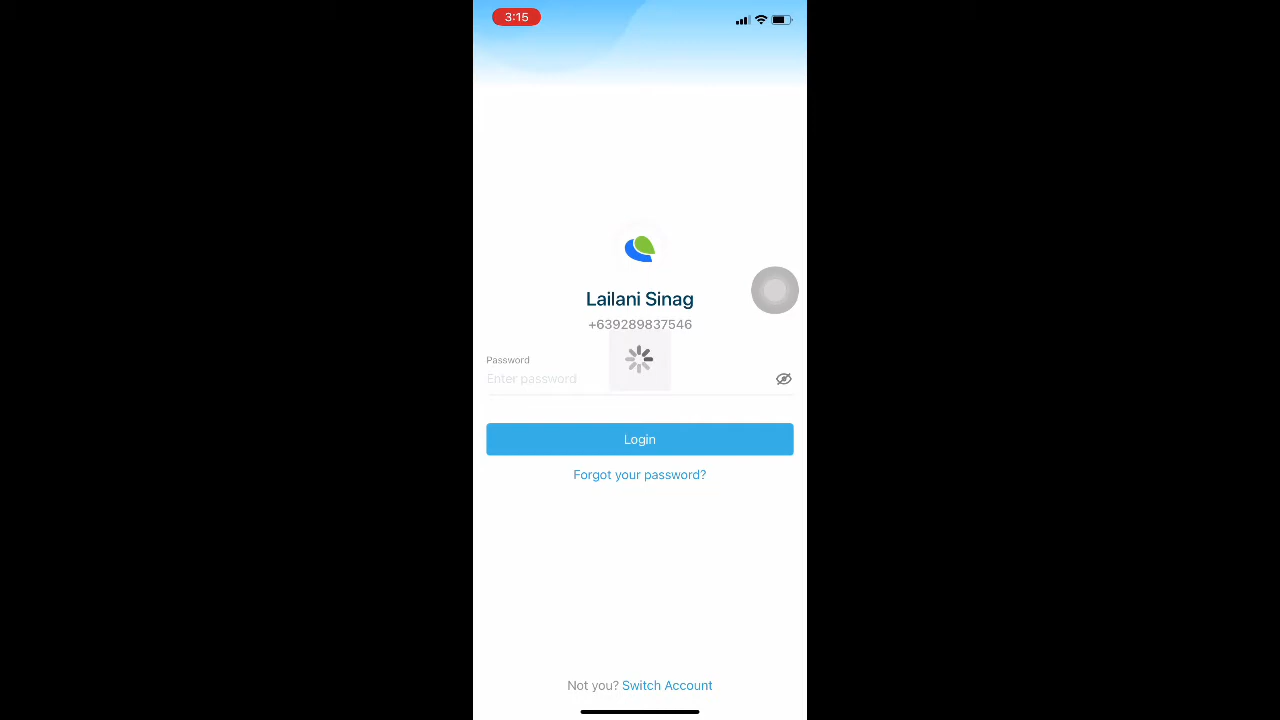 3:15
Lailani Sinag
+639289837546
Password
Enter password
Login
Forgot your password?
Not you? Switch Account